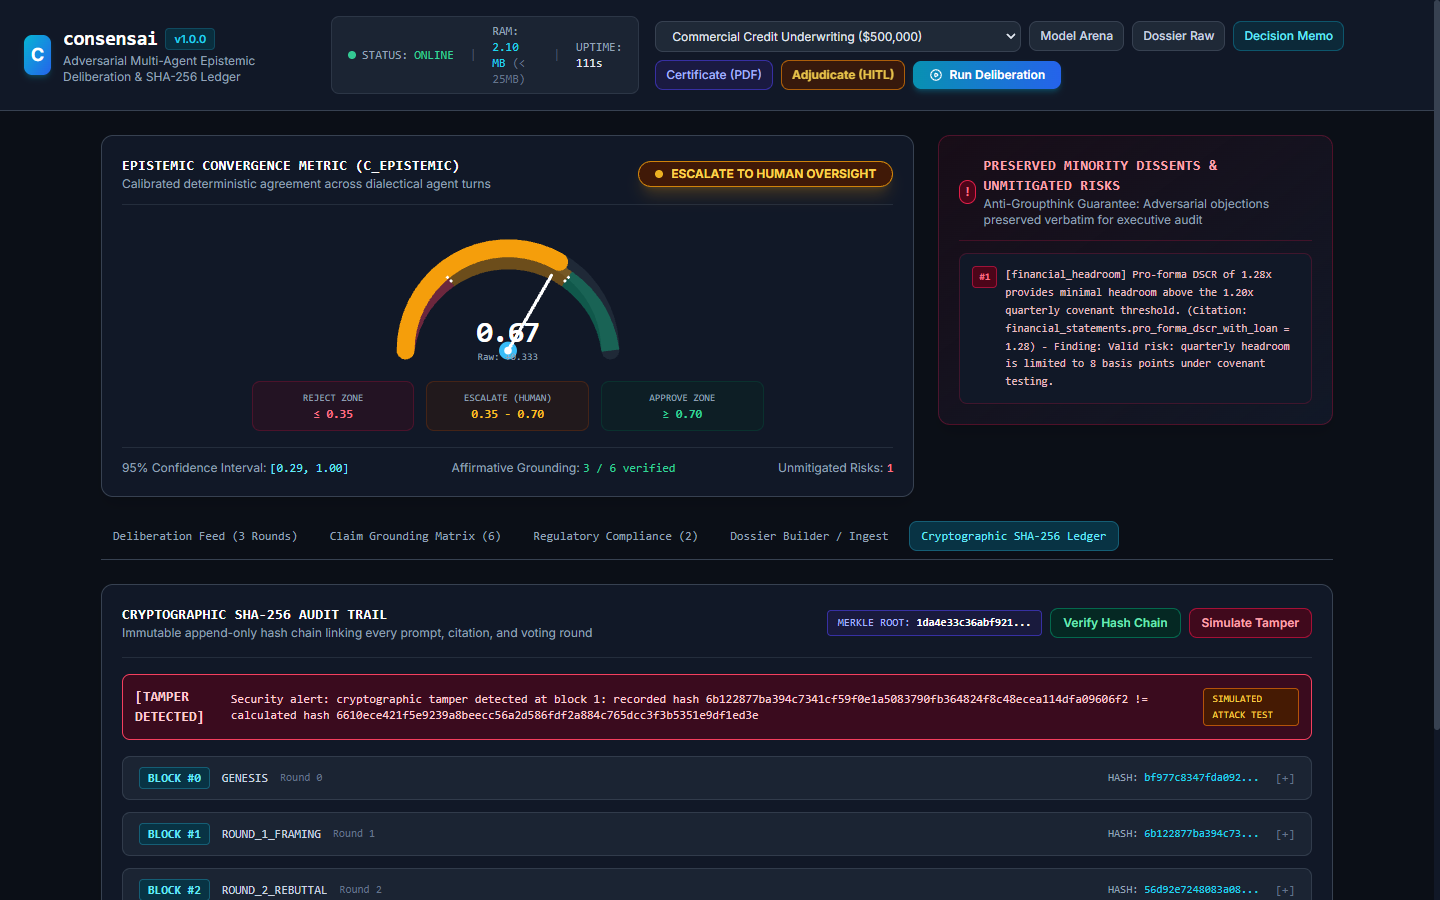 C
consensai v1.0.0
Adversarial Multi-Agent Epistemic
Deliberation & SHA-256 Ledger
STATUS: ONLINE
|
RAM:
2.10
MB (<
25MB)
|
UPTIME:
111s
Commercial Credit Underwriting ($500,000)
Model Arena
Dossier Raw
Decision Memo
Certificate (PDF)
Adjudicate (HITL)
Run Deliberation
EPISTEMIC CONVERGENCE METRIC (C_EPISTEMIC)
Calibrated deterministic agreement across dialectical agent turns
ESCALATE TO HUMAN OVERSIGHT
0.67
Raw: 0.333
REJECT ZONE
≤ 0.35
ESCALATE (HUMAN)
0.35 - 0.70
APPROVE ZONE
≥ 0.70
95% Confidence Interval: [0.29, 1.00]
Affirmative Grounding: 3 / 6 verified
Unmitigated Risks: 1
!
PRESERVED MINORITY DISSENTS &
UNMITIGATED RISKS
Anti-Groupthink Guarantee: Adversarial objections
preserved verbatim for executive audit
#1
[financial_headroom] Pro-forma DSCR of 1.28x
provides minimal headroom above the 1.20x
quarterly covenant threshold. (Citation:
financial_statements.pro_forma_dscr_with_loan =
1.28) - Finding: Valid risk: quarterly headroom
is limited to 8 basis points under covenant
testing.
Deliberation Feed (3 Rounds)
Claim Grounding Matrix (6)
Regulatory Compliance (2)
Dossier Builder / Ingest
Cryptographic SHA-256 Ledger
CRYPTOGRAPHIC SHA-256 AUDIT TRAIL
Immutable append-only hash chain linking every prompt, citation, and voting round
MERKLE ROOT: 1da4e33c36abf921...
Verify Hash Chain
Simulate Tamper
[TAMPER
DETECTED]
Security alert: cryptographic tamper detected at block 1: recorded hash 6b122877ba394c7341cf59f0e1a5083790fb364824f8c48ecea114dfa09606f2 !=
calculated hash 6610ece421f5e9239a8beecc56a2d586fdf2a884c765dcc3f3b5351e9df1ed3e
SIMULATED
ATTACK TEST
BLOCK #0 GENESIS Round 0 HASH: bf977c8347fda092... [+]
BLOCK #1 ROUND_1_FRAMING Round 1 HASH: 6b122877ba394c73... [+]
BLOCK #2 ROUND_2_REBUTTAL Round 2 HASH: 56d92e7248083a08... [+]